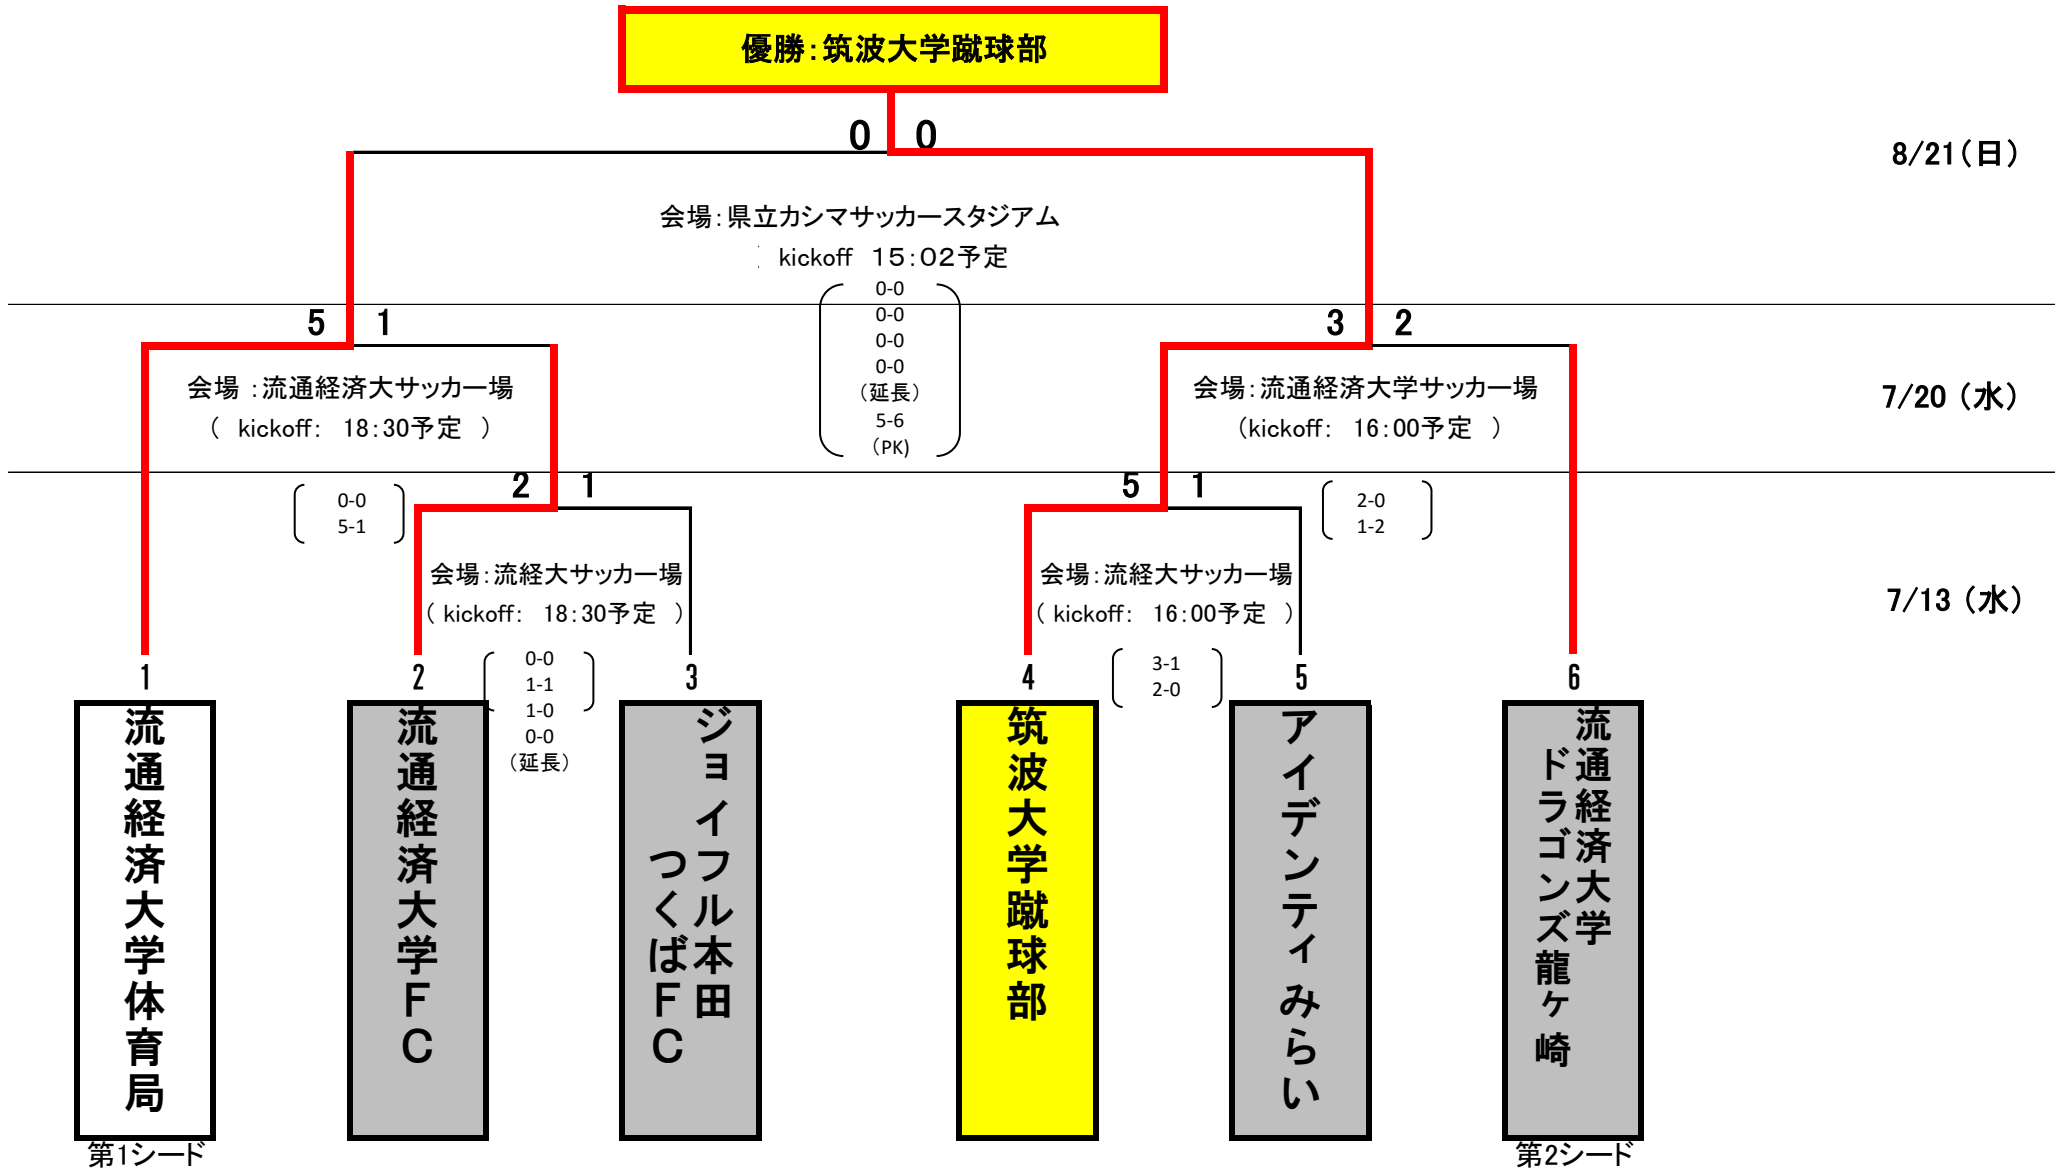 優勝：筑波大学蹴球部
0 0
8/21（日）
会場：県立カシマサッカースタジアム
kickoff 15：02予定
0-0
0-0
0-0
0-0
（延長）
5-6
（PK)
5 1
3 2
会場 ：流通経済大サッカー場
（ kickoff： 18：30予定 ）
会場：流通経済大学サッカー場
（kickoff： 16：00予定 ）
7/20（水）
0-0
5-1
2 1
5 1
2-0
1-2
会場：流経大サッカー場
（ kickoff： 18：30予定 ）
会場：流経大サッカー場
（ kickoff： 16：00予定 ）
7/13（水）
0-0
1-1
1-0
0-0
（延長）
3-1
2-0
1
2
3
4
5
6
流通経済大学体育局
流通経済大学FC
ジョイフル本田
つくばFC
筑波大学蹴球部
アイデンティみらい
流通経済大学
ドラゴンズ龍ケ崎
第1シード
第2シード